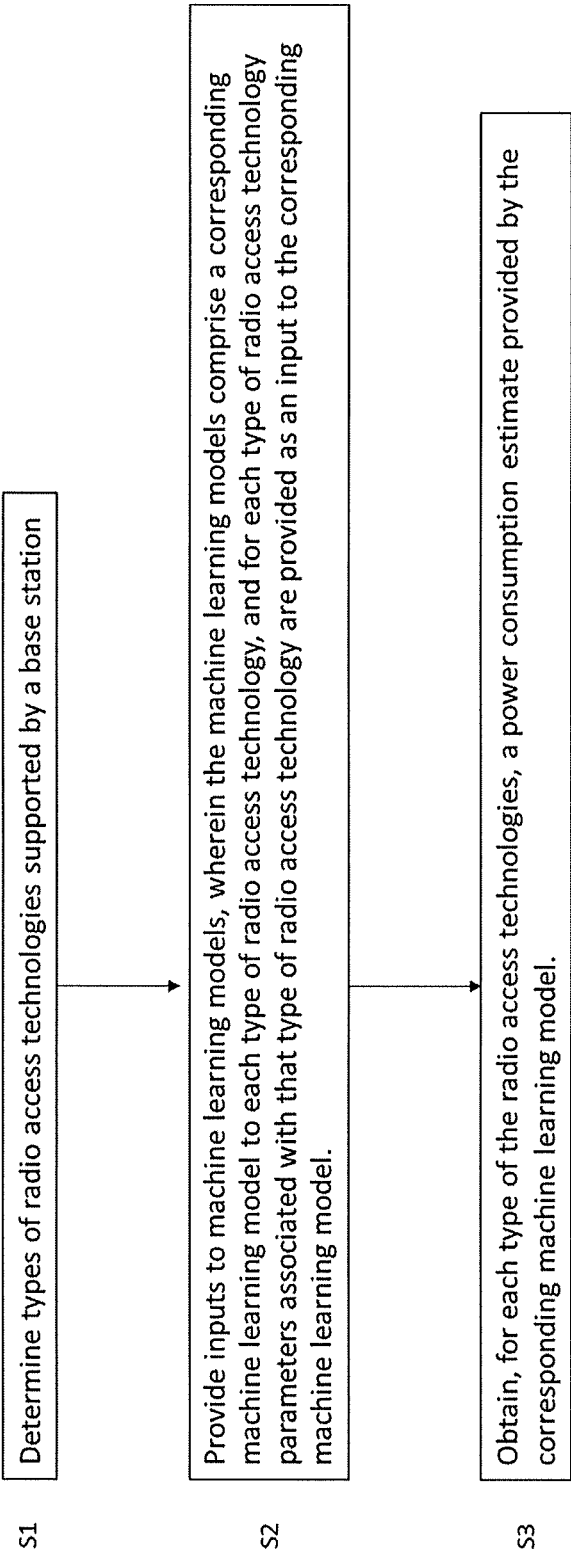 S1
Determine types of radio access technologies supported by a base station
S2
Provide inputs to machine learning models, wherein the machine learning models comprise a corresponding
machine learning model to each type of radio access technology, and for each type of radio access technology
parameters associated with that type of radio access technology are provided as an input to the corresponding
machine learning model.
S3
Obtain, for each type of the radio access technologies, a power consumption estimate provided by the
corresponding machine learning model.